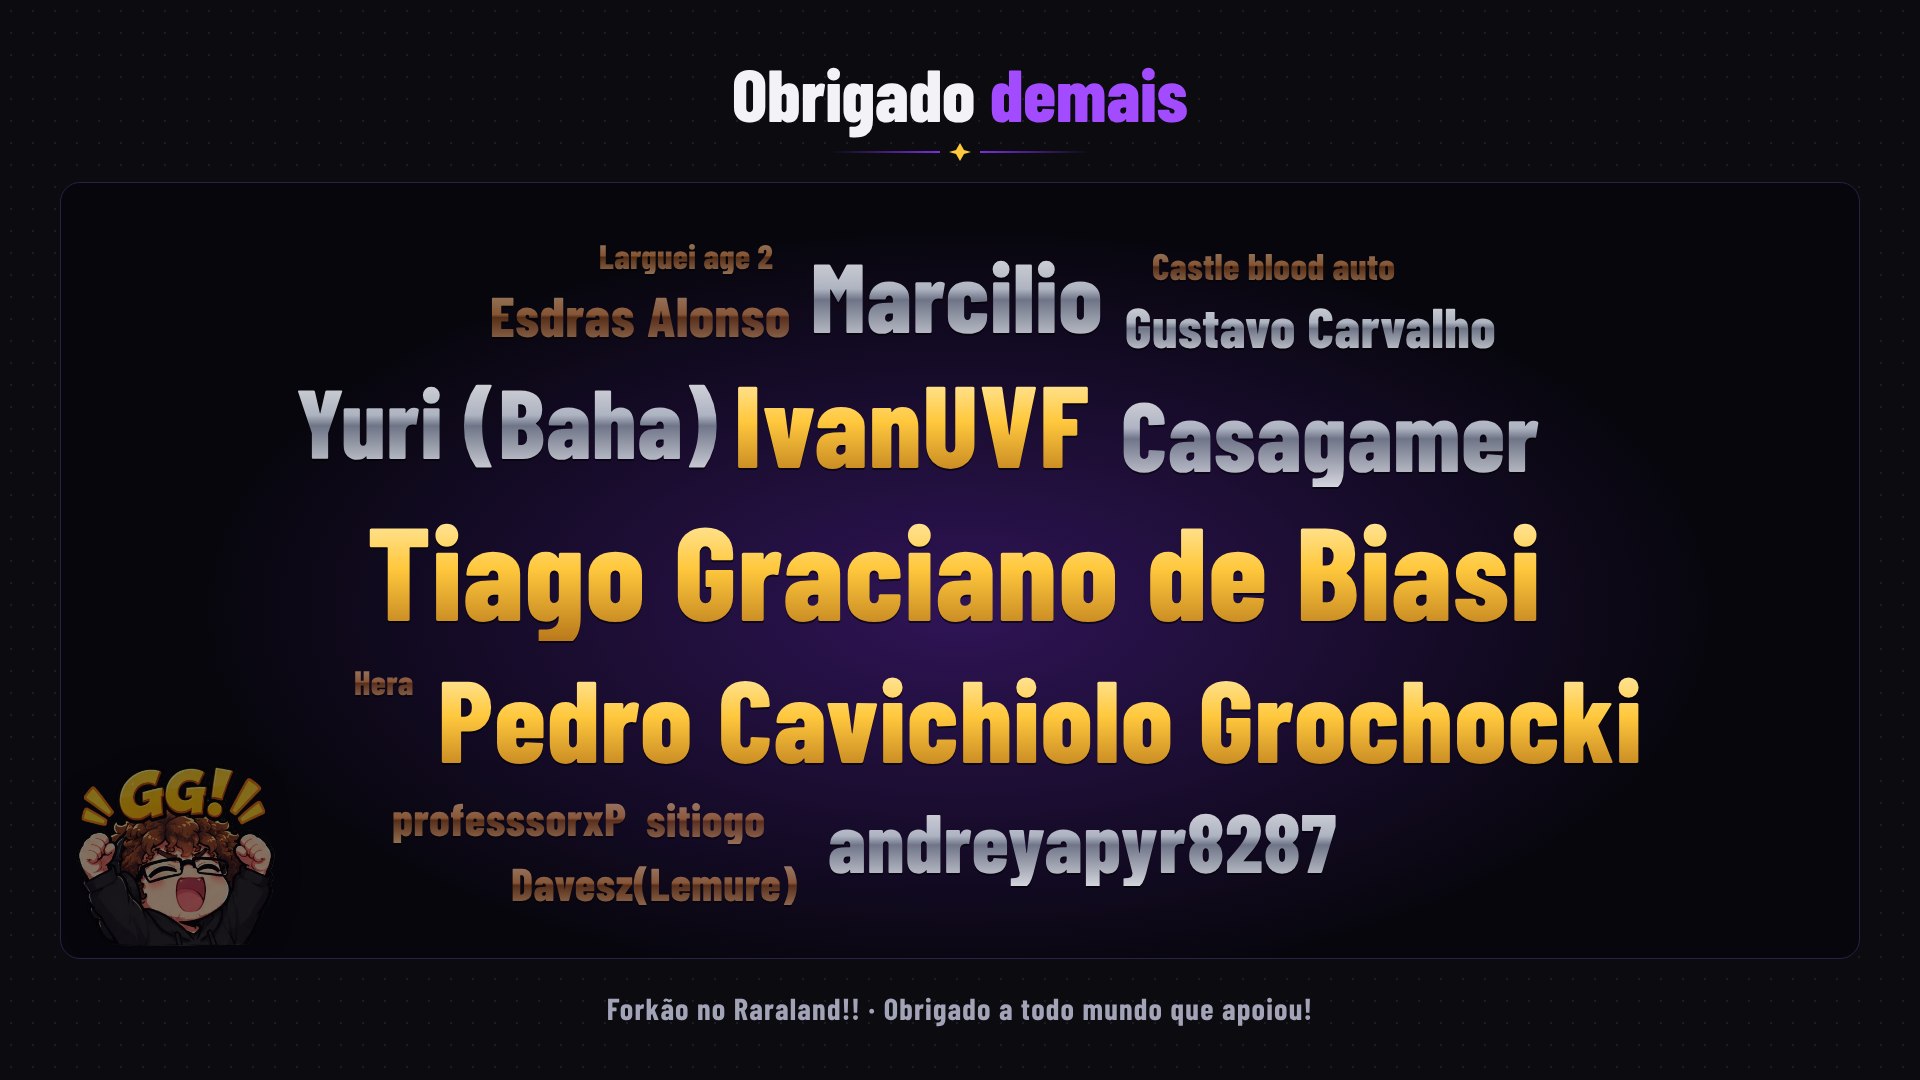 Obrigado demais
Larguei age 2
Castle blood auto
Esdras Alonso
Marcilio
Gustavo Carvalho
Yuri (Baha)
IvanUVF
Casagamer
Tiago Graciano de Biasi
Hera
Pedro Cavichiolo Grochocki
GG!
professsorxP
sitiogo
andreyapyr8287
Davesz(Lemure)
Forkão no Raraland!! · Obrigado a todo mundo que apoiou!